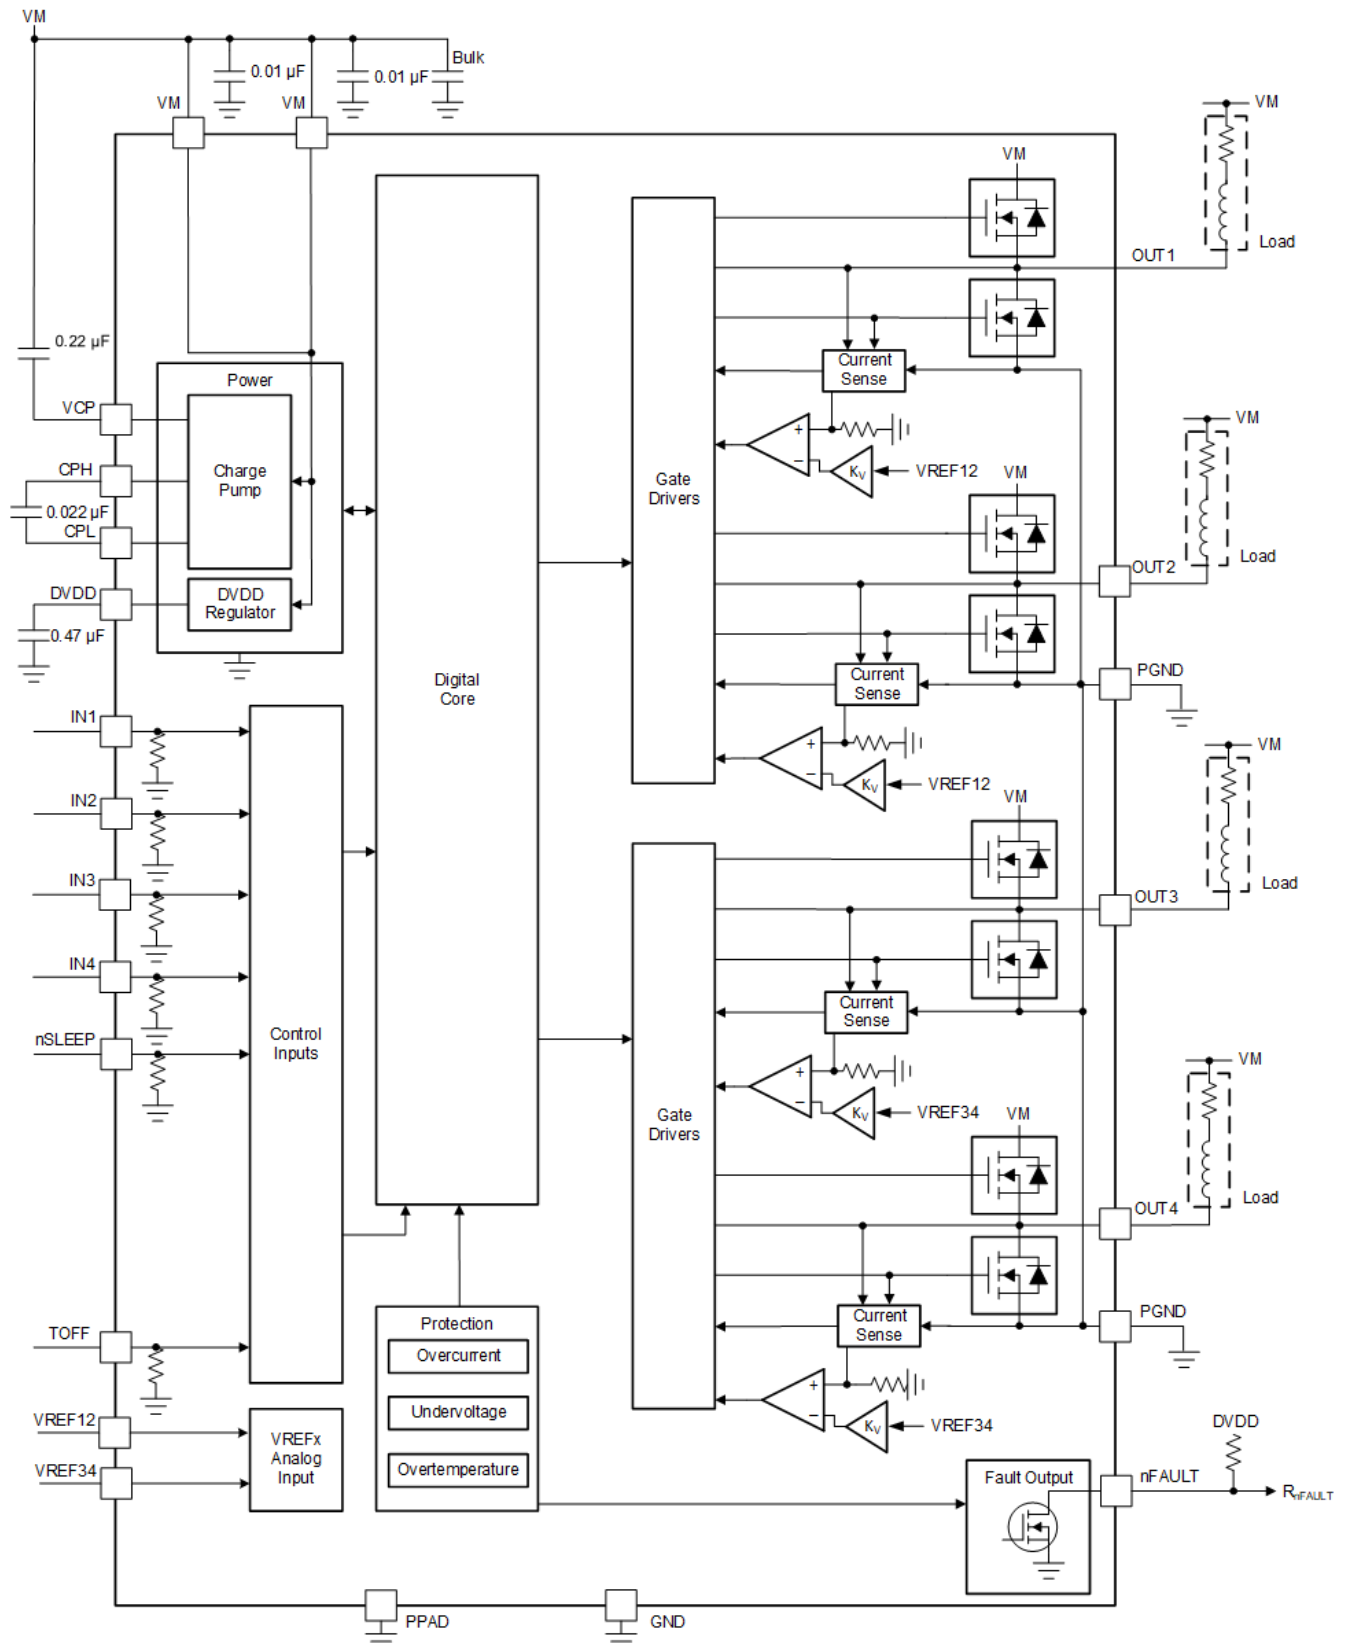 VM
0.01 µF
0.01 µF
Bulk
VM
VM
VM
Load
OUT1
VM
0.22 µF
Power
VCP
Charge
Pump
CPH
0.022 µF
CPL
DVDD
DVDD
Regulator
0.47 µF
Digital
Core
Gate
Drivers
Current
Sense
+
−
KV
VREF12
VM
VM
Load
OUT2
Current
Sense
PGND
+
−
KV
VREF12
IN1
IN2
IN3
IN4
nSLEEP
Control
Inputs
TOFF
VREF12
VREF34
VREFx
Analog
Input
Gate
Drivers
VM
VM
Load
OUT3
Current
Sense
+
−
KV
VREF34
VM
VM
Load
OUT4
Current
Sense
PGND
+
−
KV
VREF34
Protection
Overcurrent
Undervoltage
Overtemperature
Fault Output
nFAULT
DVDD
RnFAULT
PPAD
GND